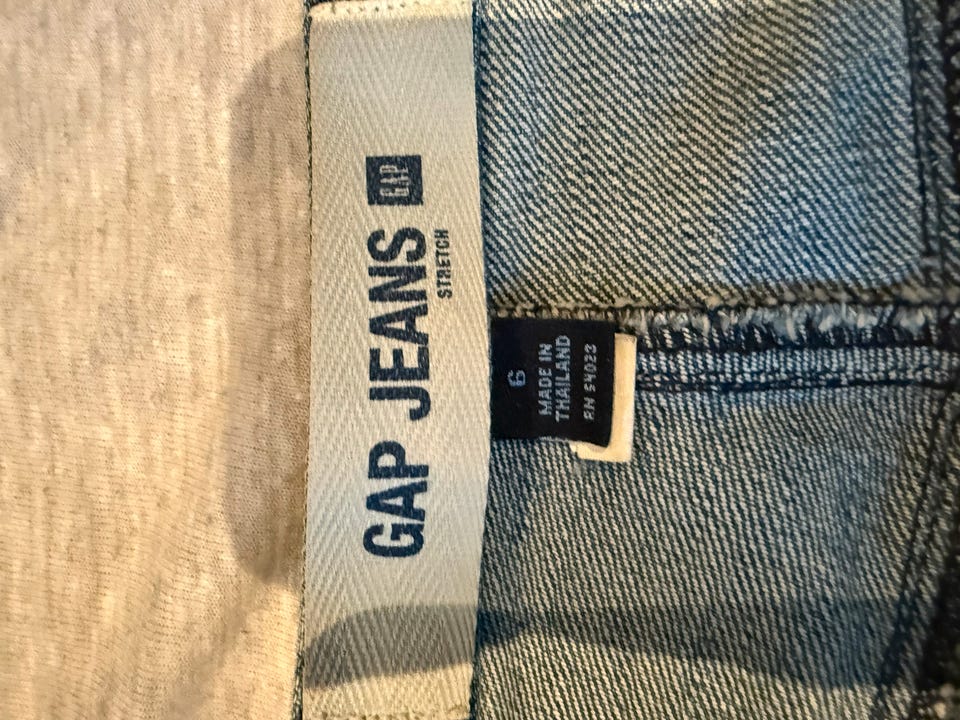 GAP JEANS GAP
STRETCH
6
MADE IN
THAILAND
RN 54023